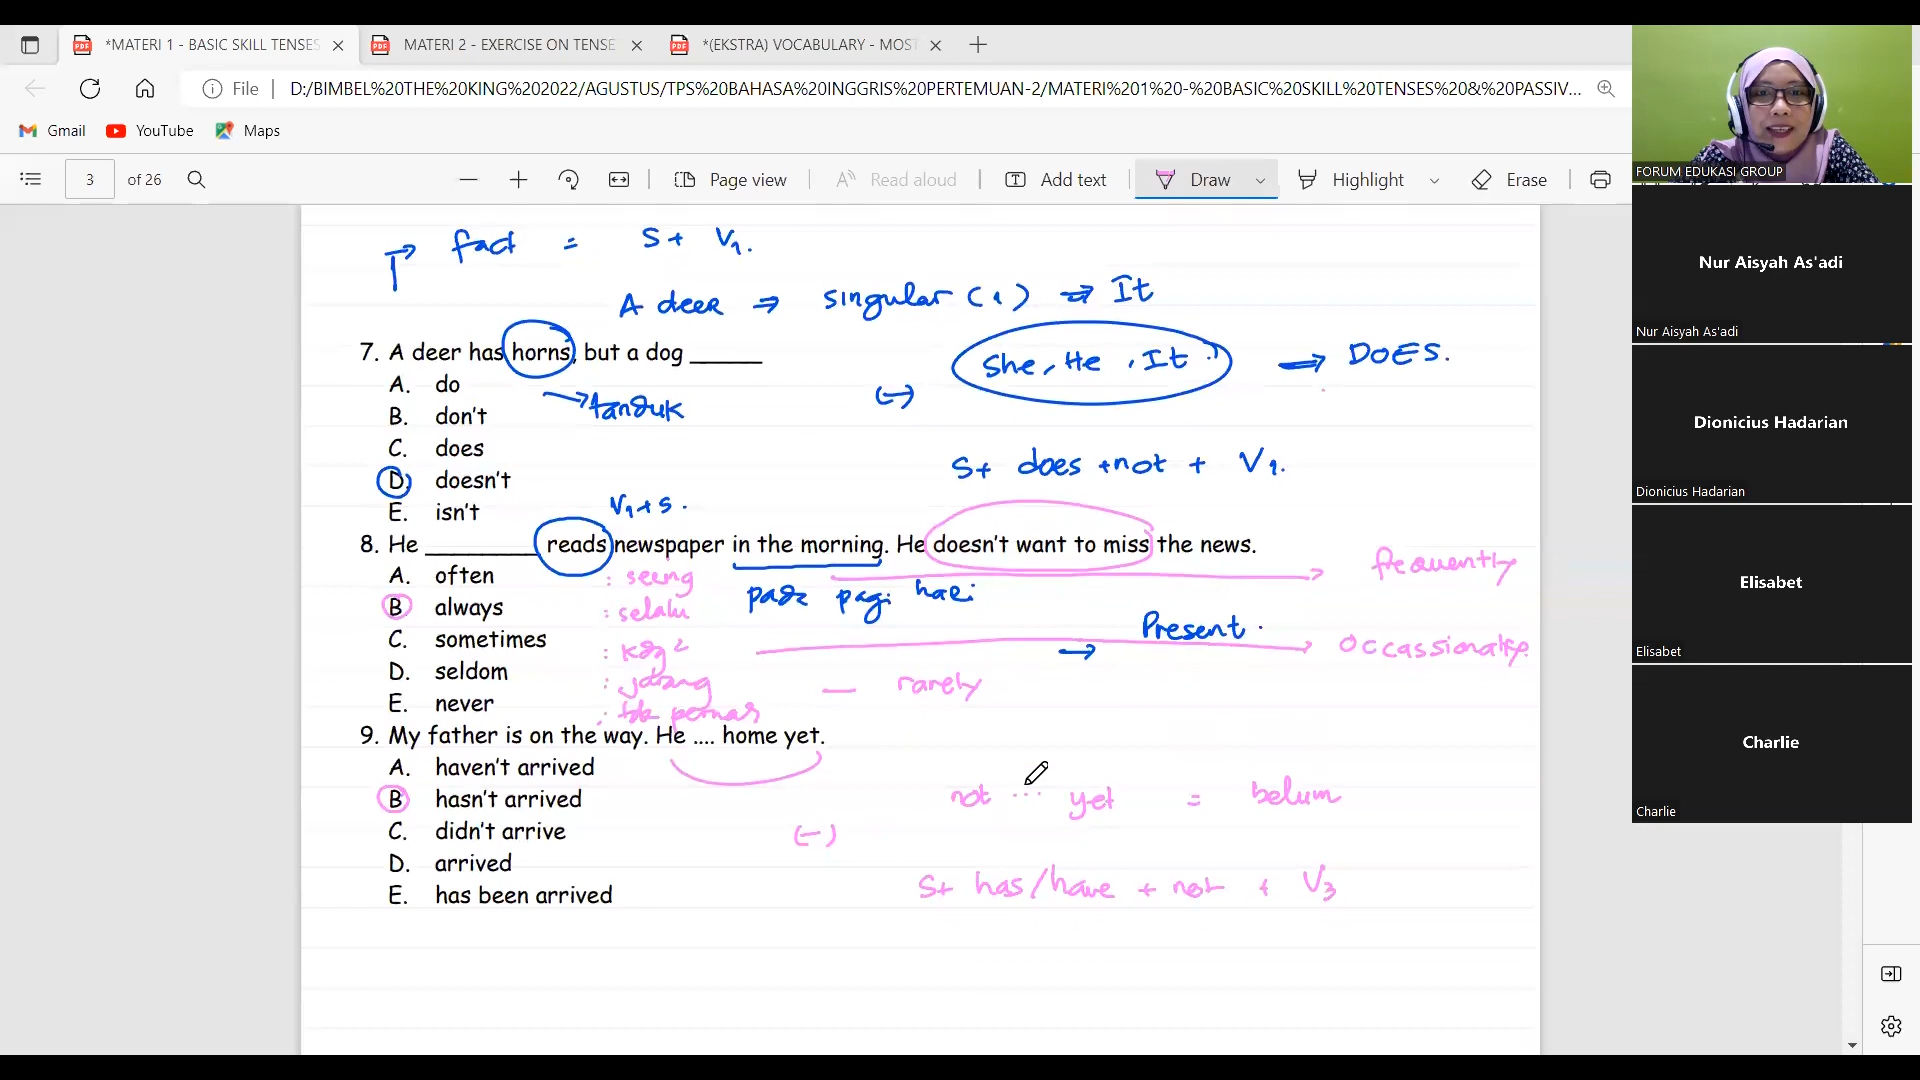 *MATERI 1 - BASIC SKILL TENSES
MATERI 2 - EXERCISE ON TENSE
*(EKSTRA) VOCABULARY - MOST
File
D:/BIMBEL%20THE%20KING%202022/AGUSTUS/TPS%20BAHASA%20INGGRIS%20PERTEMUAN-2/MATERI%201%20-%20BASIC%20SKILL%20TENSES%20&%20PASSIV...
Gmail YouTube Maps
3 of 26 Page view Read aloud Add text Draw Highlight Erase
FORUM EDUKASI GROUP
Nur Aisyah As'adi
Nur Aisyah As'adi
Dionicius Hadarian
Dionicius Hadarian
Elisabet
Elisabet
Charlie
Charlie
fact = S + V1.
A deer ⇒ singular (1) ⇒ It
7. A deer has horns, but a dog ______
She, He, It → DOES.
A. do
(-)
→ tanduk
B. don't
C. does
S + does + not + V1.
D. doesn't
E. isn't
V1 + s.
8. He _________ reads newspaper in the morning. He doesn't want to miss the news.
A. often : sering → frequently
pada pagi hari
B. always : selalu
Present.
C. sometimes : kdg2 → occassionally
D. seldom : jarang — rarely
E. never : tdk pernah
9. My father is on the way. He .... home yet.
A. haven't arrived
B. hasn't arrived
not ... yet = belum
C. didn't arrive
(-)
D. arrived
S + has/have + not + V3
E. has been arrived